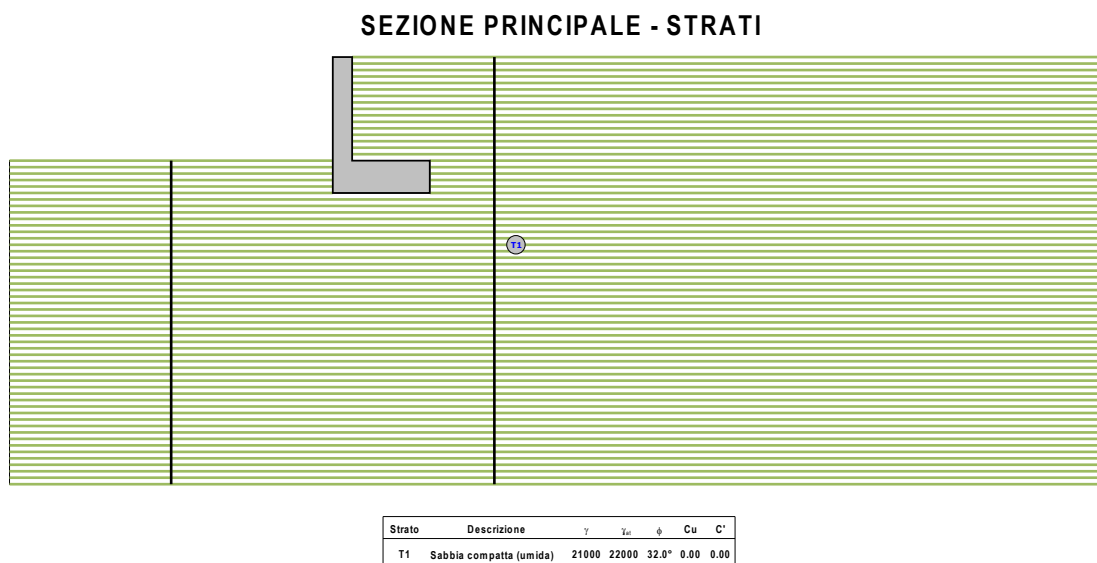 SEZIONE PRINCIPALE - STRATI
T1
Strato Descrizione γ γsat ϕ Cu C'
T1 Sabbia compatta (umida) 21000 22000 32.0° 0.00 0.00